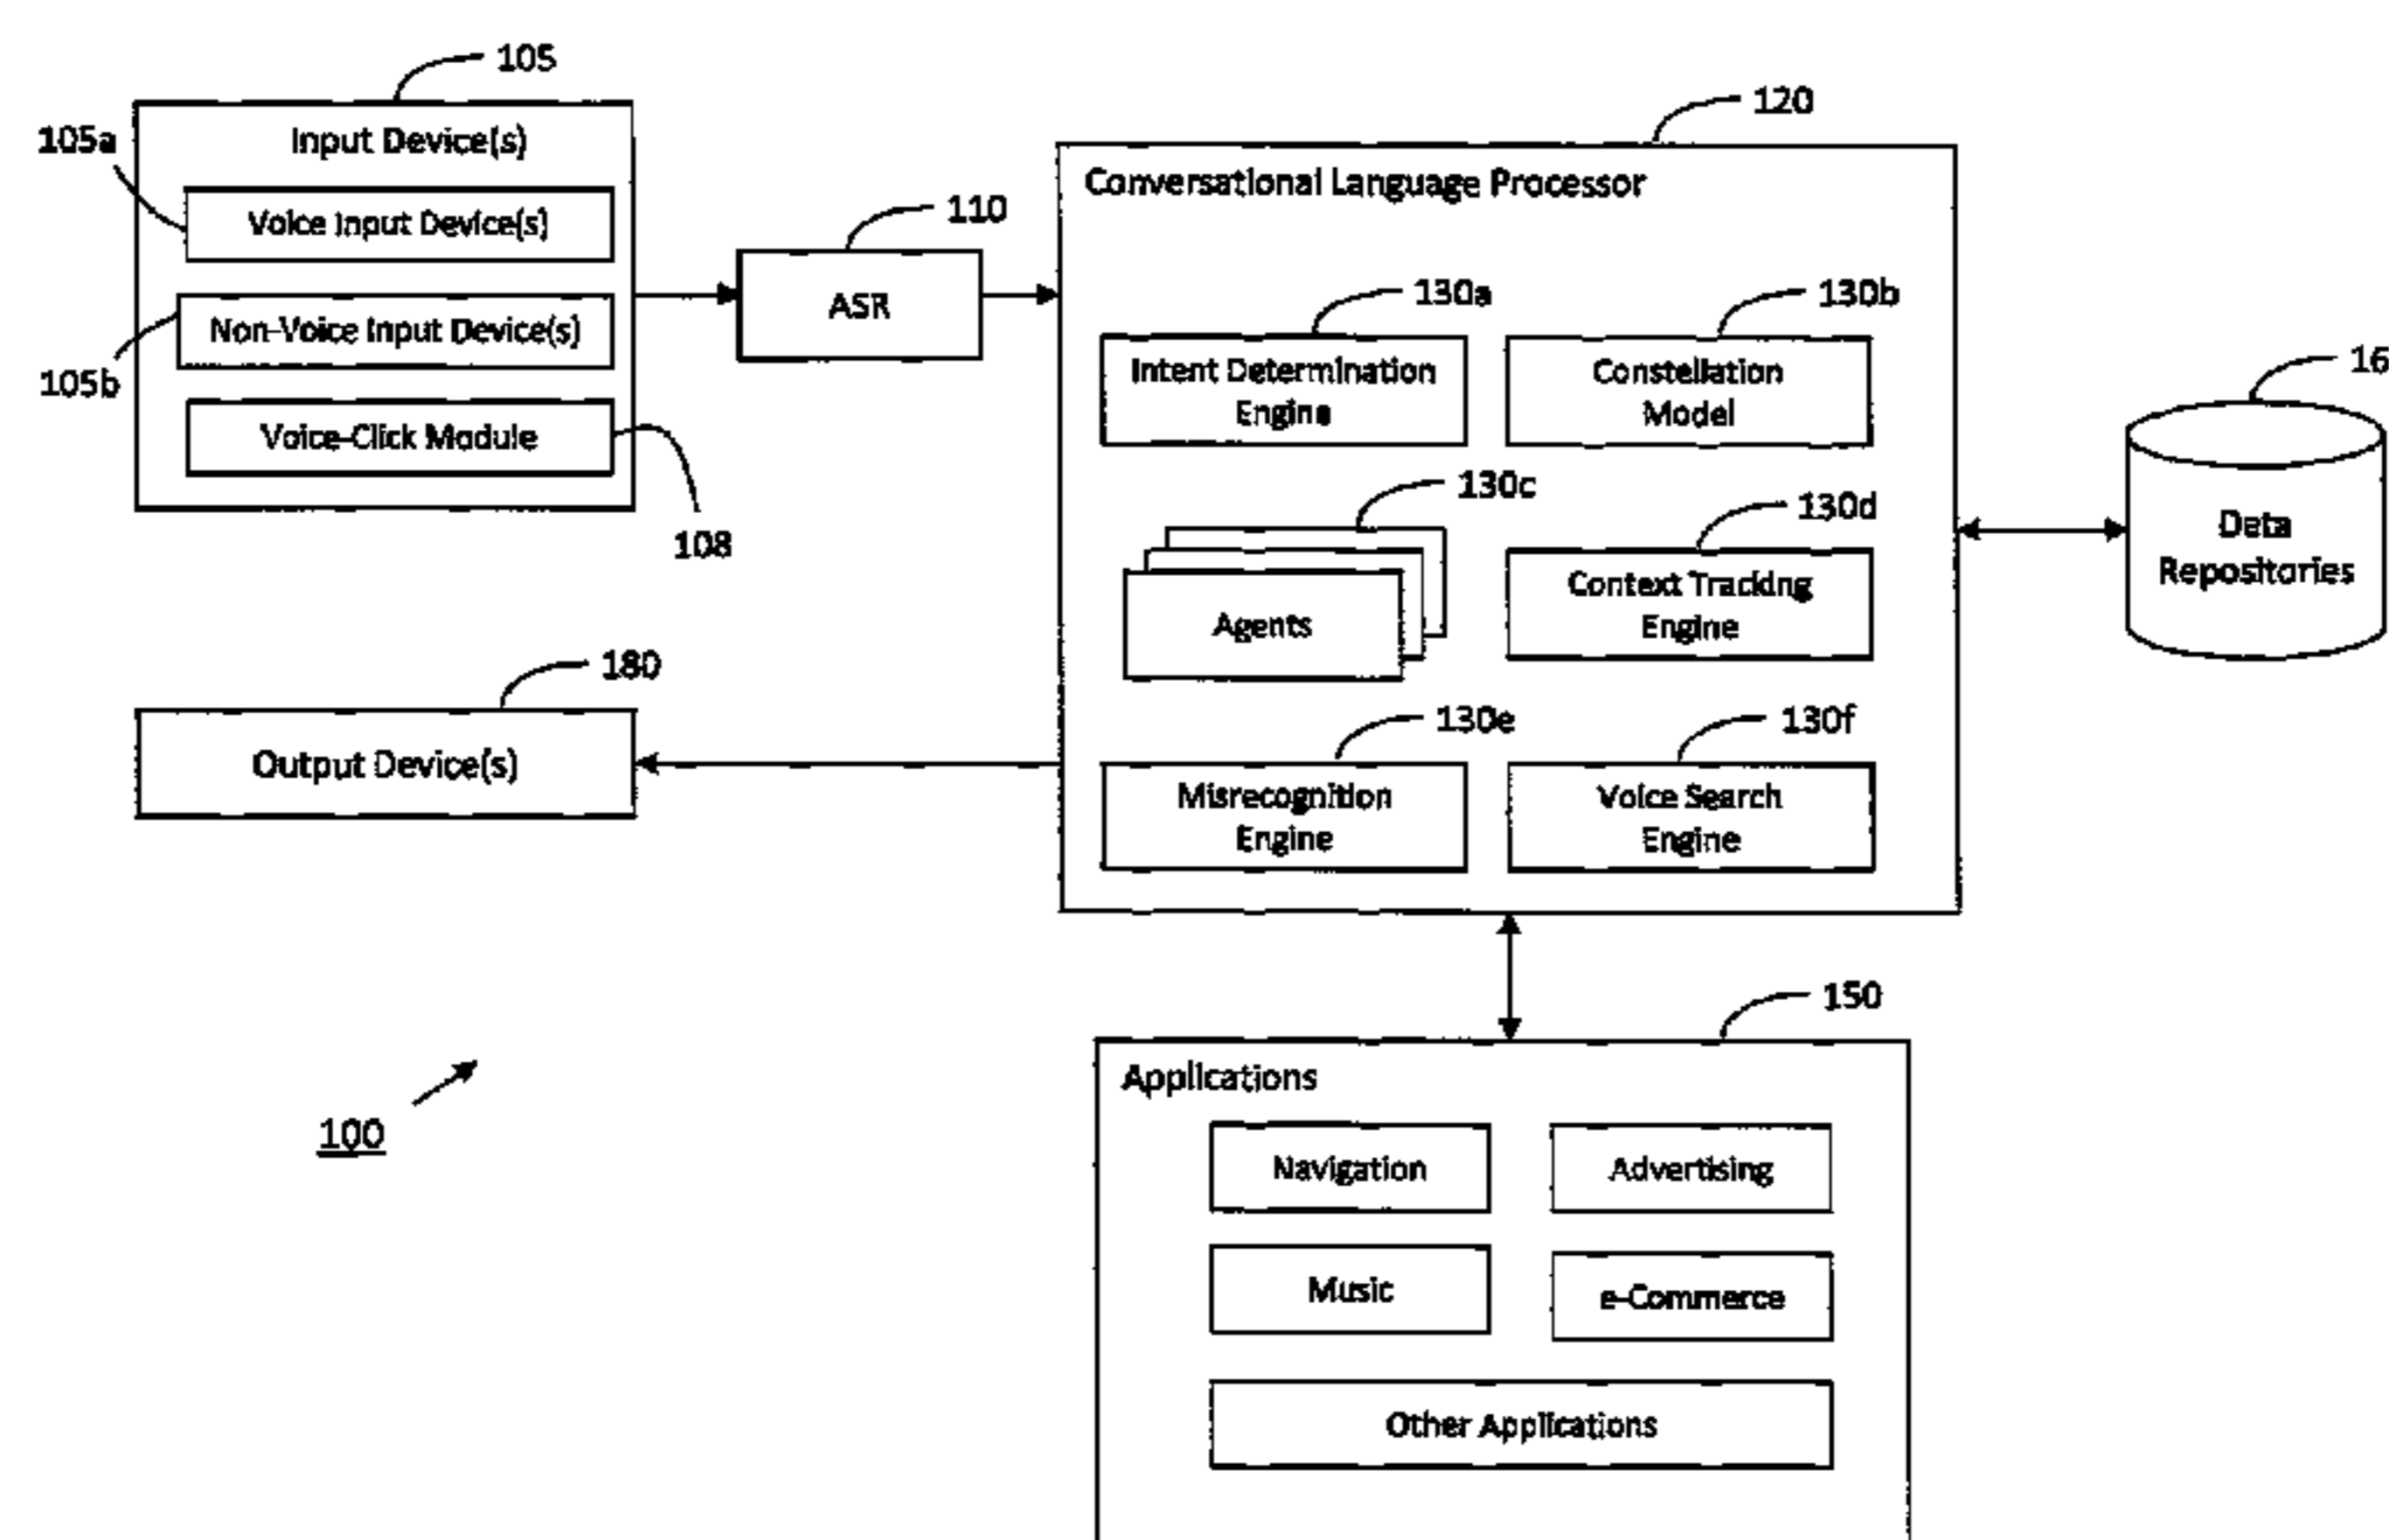 105
105a
Input Device(s)
Voice Input Device(s)
Non-Voice Input Device(s)
105b
Voice-Click Module
108
110
ASR
120
Conversational Language Processor
130a
Intent Determination
Engine
130b
Constellation
Model
130c
Agents
130d
Context Tracking
Engine
130e
Misrecognition
Engine
130f
Voice Search
Engine
16
Data
Repositories
180
Output Device(s)
100
150
Applications
Navigation
Advertising
Music
e-Commerce
Other Applications